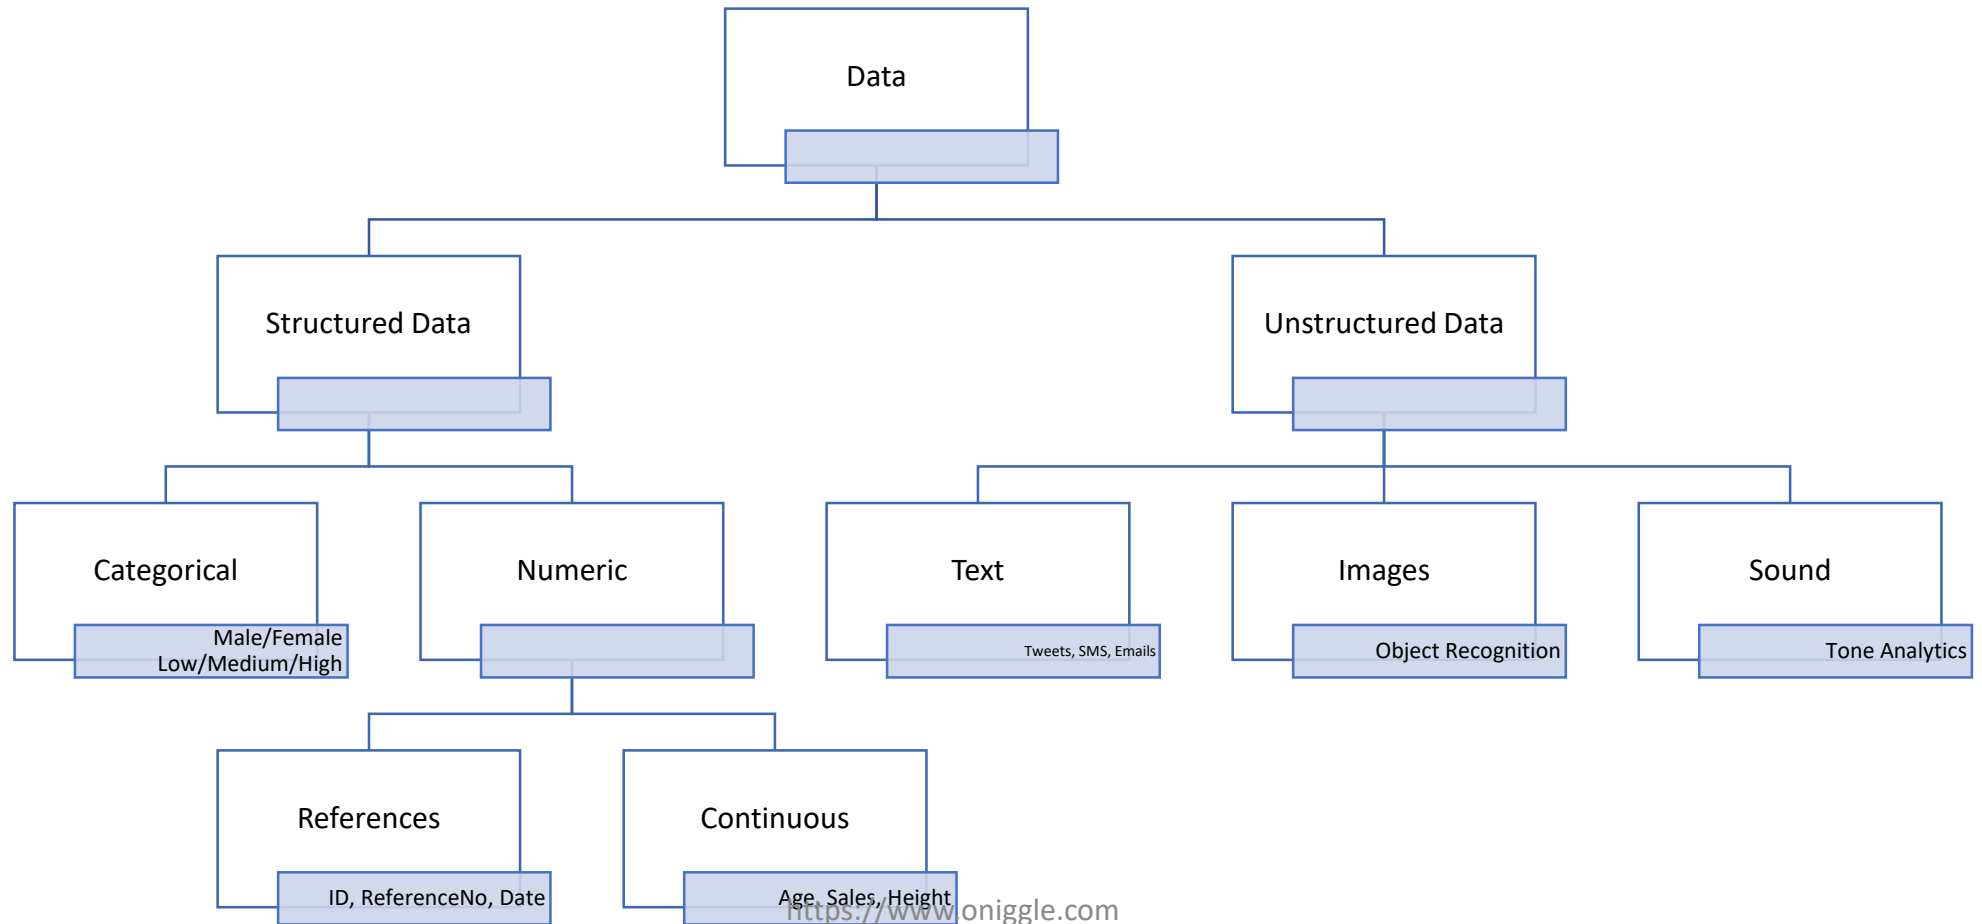 Data
Structured Data
Unstructured Data
Categorical
Male/Female
Low/Medium/High
Numeric
Text
Tweets, SMS, Emails
Images
Object Recognition
Sound
Tone Analytics
References
ID, ReferenceNo, Date
Continuous
Age, Sales, Height
https://www.oniggle.com